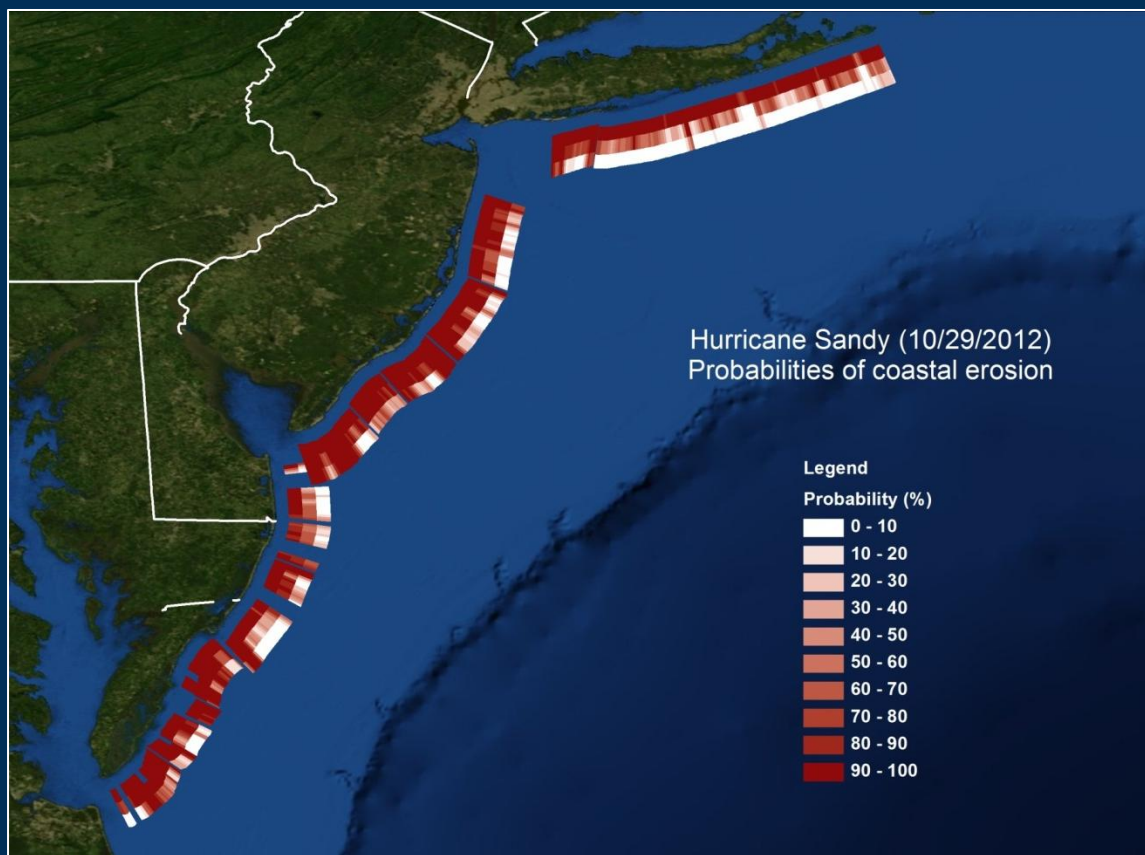 Hurricane Sandy (10/29/2012)
Probabilities of coastal erosion
Legend
Probability (%)
0 - 10
10 - 20
20 - 30
30 - 40
40 - 50
50 - 60
60 - 70
70 - 80
80 - 90
90 - 100